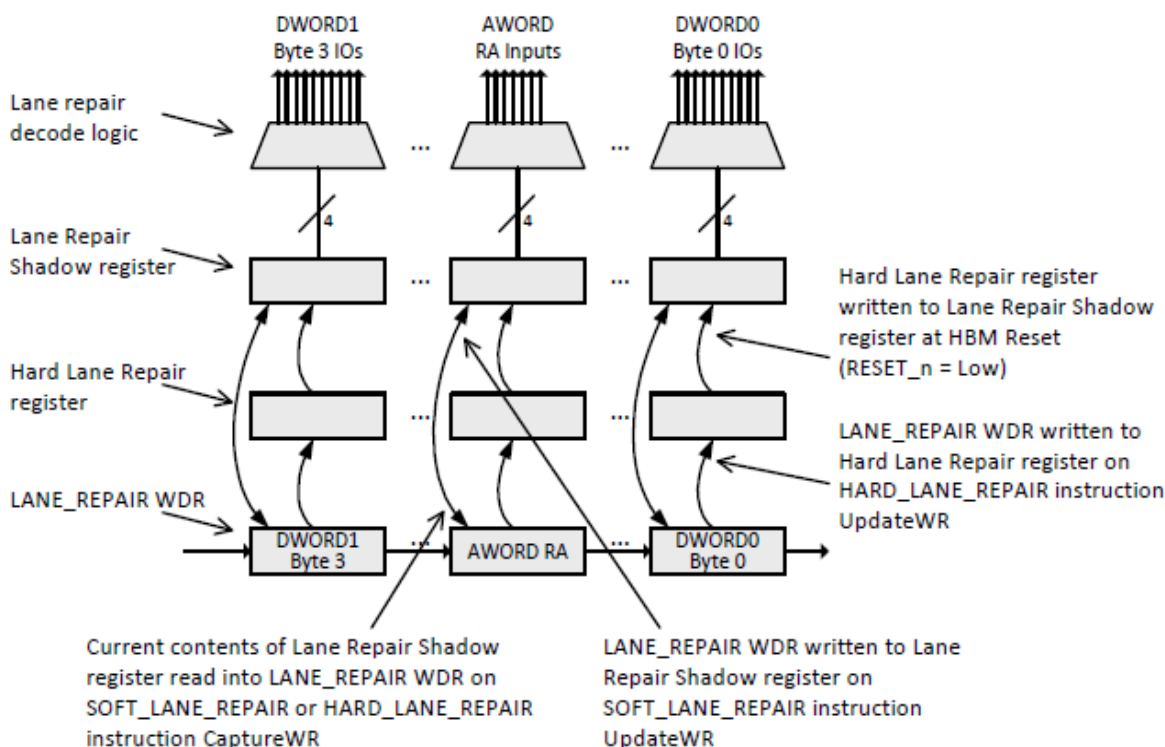 DWORD1
Byte 3 IOs
AWORD
RA Inputs
DWORD0
Byte 0 IOs
Lane repair
decode logic
...
...
4
4
4
Lane Repair
Shadow register
...
...
Hard Lane Repair register
written to Lane Repair Shadow
register at HBM Reset
(RESET_n = Low)
Hard Lane Repair
register
...
...
LANE_REPAIR WDR written to
Hard Lane Repair register on
HARD_LANE_REPAIR instruction
UpdateWR
LANE_REPAIR WDR
DWORD1
Byte 3
...
AWORD RA
...
DWORD0
Byte 0
Current contents of Lane Repair Shadow
register read into LANE_REPAIR WDR on
SOFT_LANE_REPAIR or HARD_LANE_REPAIR
instruction CaptureWR
LANE_REPAIR WDR written to Lane
Repair Shadow register on
SOFT_LANE_REPAIR instruction
UpdateWR